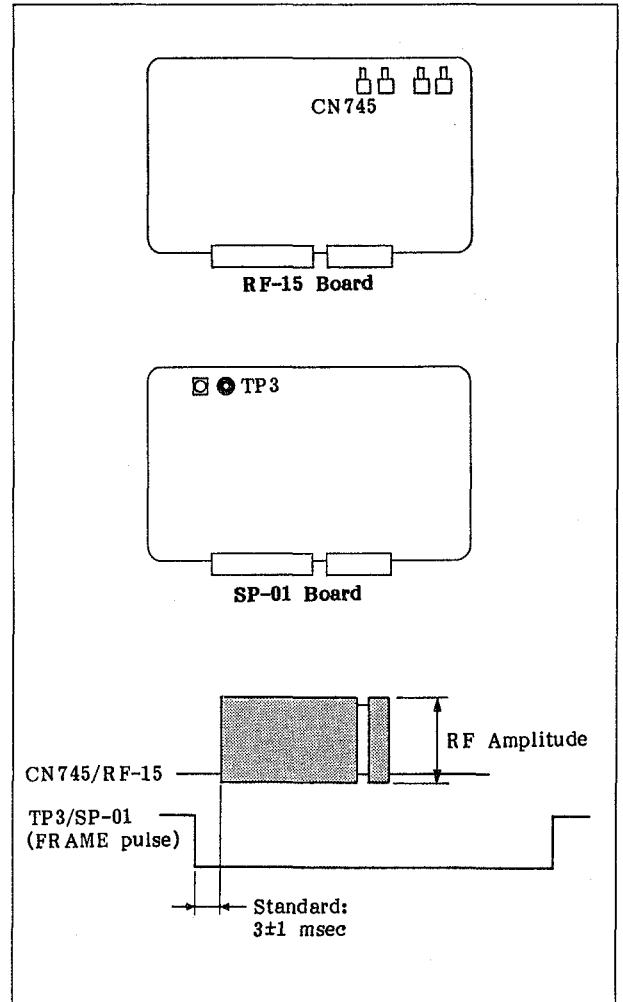 CN745
RF-15 Board
TP3
SP-01 Board
RF Amplitude
CN745/RF-15
TP3/SP-01
(FRAME pulse)
Standard:
3±1 msec